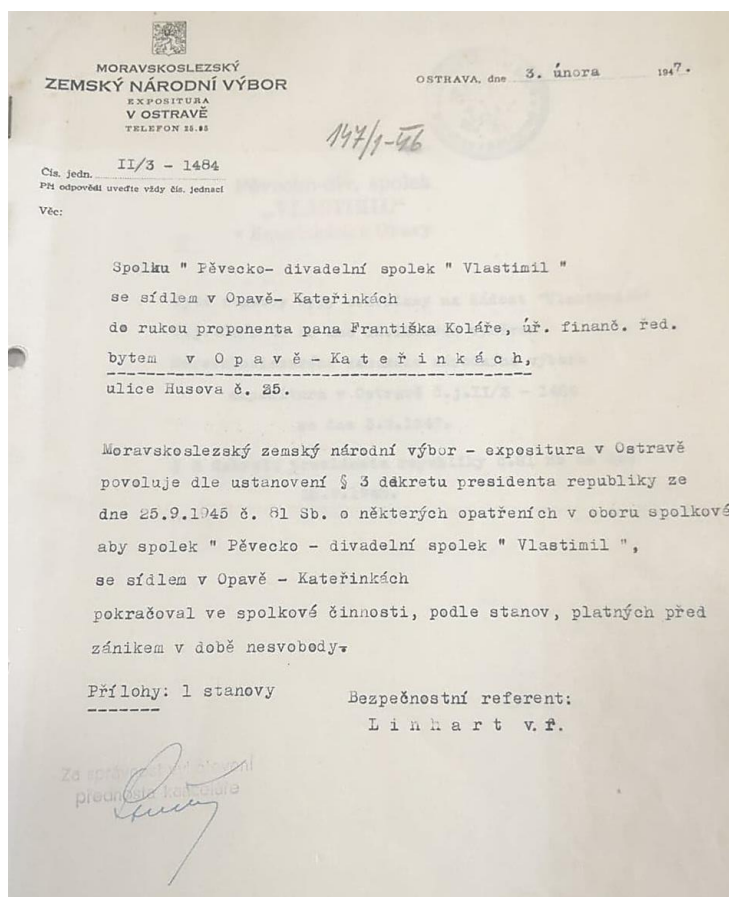 MORAVSKOSLEZSKÝ
ZEMSKÝ NÁRODNÍ VÝBOR
EXPOSITURA
V OSTRAVĚ
TELEFON 25.05
OSTRAVA, dne 3. února 1947.
147/1-46
Čís. jedn. II/3 - 1484
Při odpovědi uveďte vždy čís. jednací
Věc:
Spolku " Pěvecko- divadelní spolek " Vlastimil "
se sídlem v Opavě- Kateřinkách
do rukou proponenta pana Františka Koláře, úř. finanč. řed.
bytem v O p a v ě - K a t e ř i n k á c h,
ulice Husova č. 25.
Moravskoslezský zemský národní výbor - expositura v Ostravě
povoluje dle ustanovení § 3 dekretu presidenta republiky ze
dne 25.9.1945 č. 81 Sb. o některých opatřeních v oboru spolkové
aby spolek " Pěvecko - divadelní spolek " Vlastimil ",
se sídlem v Opavě - Kateřinkách
pokračoval ve spolkové činnosti, podle stanov, platných před
zánikem v době nesvobody.
Přílohy: 1 stanovy
Bezpečnostní referent:
L i n h a r t v. r.
Za správnost vyhotovení
přednosta kanceláře